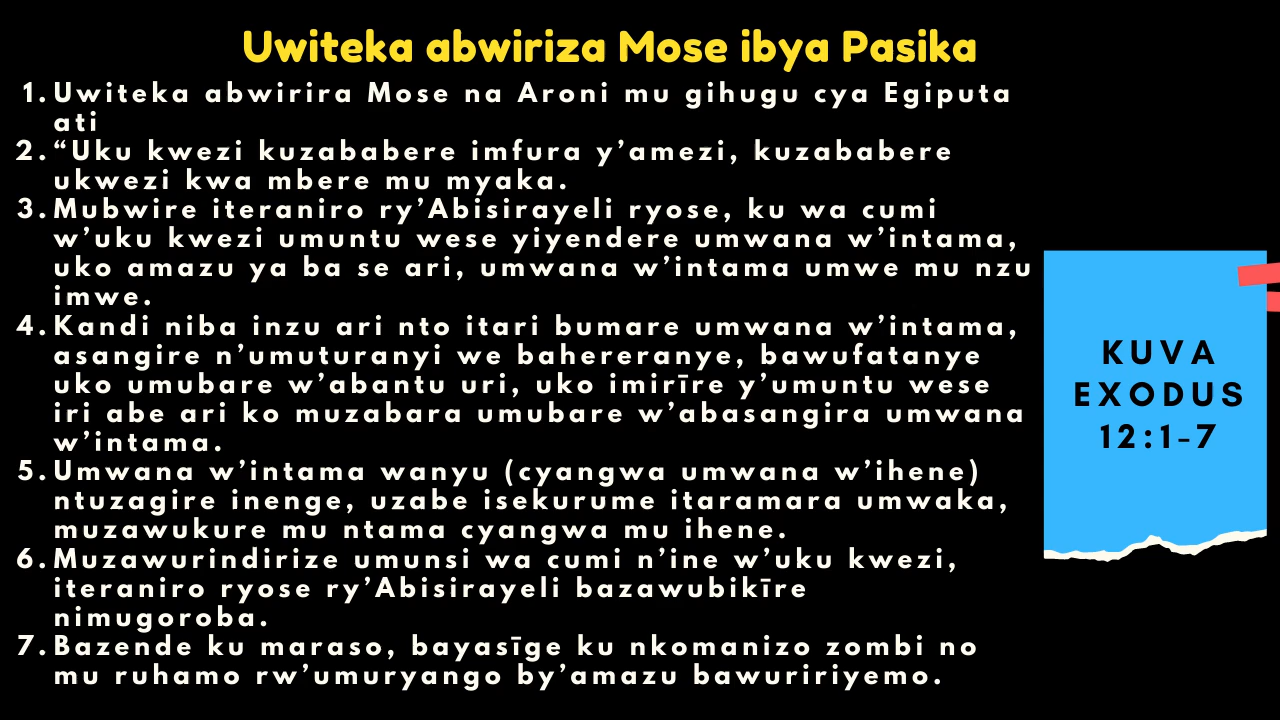 Uwiteka abwiriza Mose ibya Pasika
1. Uwiteka abwirira Mose na Aroni mu gihugu cya Egiputa
ati
2. “Uku kwezi kuzababere imfura y’amezi, kuzababere
ukwezi kwa mbere mu myaka.
3. Mubwire iteraniro ry’Abisirayeli ryose, ku wa cumi
w’uku kwezi umuntu wese yiyendere umwana w’intama,
uko amazu ya ba se ari, umwana w’intama umwe mu nzu
imwe.
4. Kandi niba inzu ari nto itari bumare umwana w’intama,
asangire n’umuturanyi we bahereranye, bawufatanye
uko umubare w’abantu uri, uko imirīre y’umuntu wese
iri abe ari ko muzabara umubare w’abasangira umwana
w’intama.
5. Umwana w’intama wanyu (cyangwa umwana w’ihene)
ntuzagire inenge, uzabe isekurume itaramara umwaka,
muzawukure mu ntama cyangwa mu ihene.
6. Muzawurindirize umunsi wa cumi n’ine w’uku kwezi,
iteraniro ryose ry’Abisirayeli bazawubikīre
nimugoroba.
7. Bazende ku maraso, bayasīge ku nkomanizo zombi no
mu ruhamo rw’umuryango by’amazu bawuririyemo.
KUVA
EXODUS
12:1-7